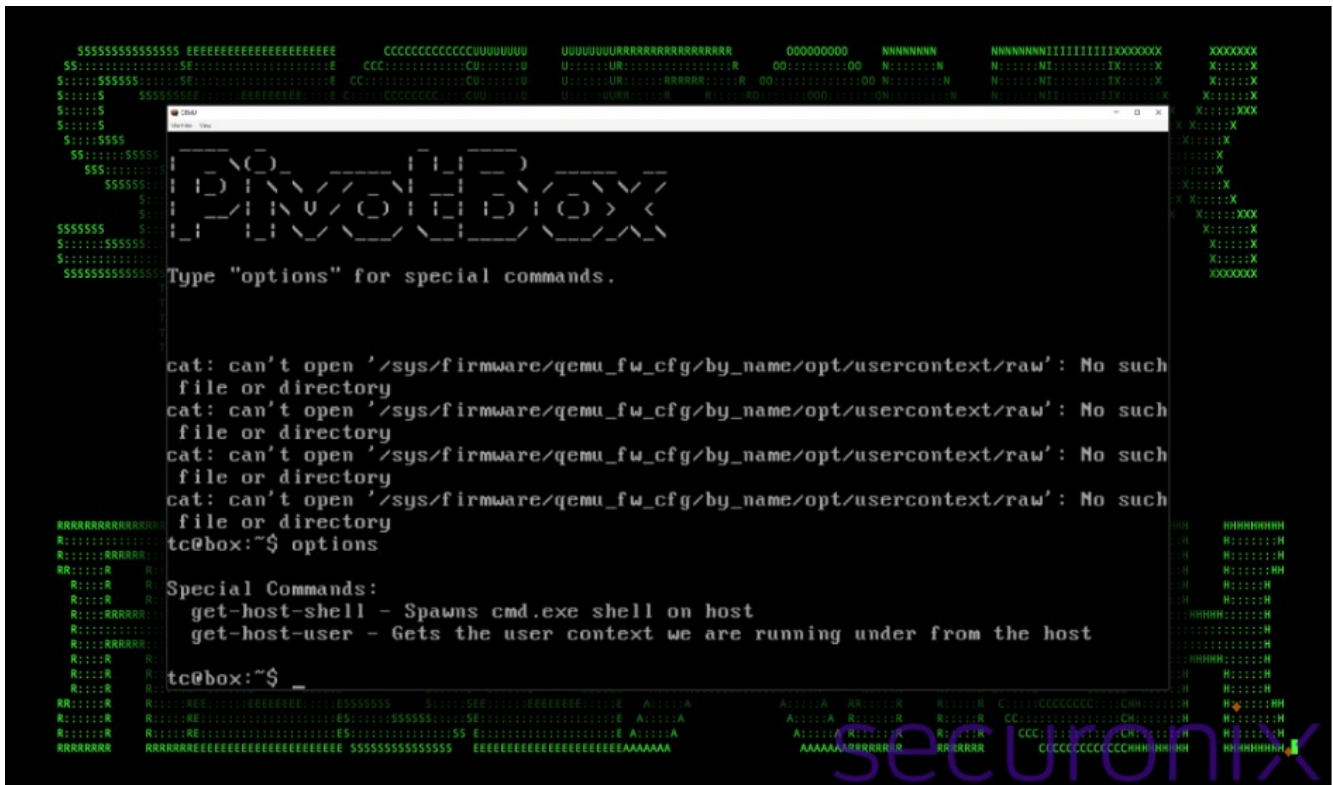 QEMU
Machine View
PivotBox
Type "options" for special commands.
cat: can't open '/sys/firmware/qemu_fw_cfg/by_name/opt/usercontext/raw': No such
file or directory
cat: can't open '/sys/firmware/qemu_fw_cfg/by_name/opt/usercontext/raw': No such
file or directory
cat: can't open '/sys/firmware/qemu_fw_cfg/by_name/opt/usercontext/raw': No such
file or directory
cat: can't open '/sys/firmware/qemu_fw_cfg/by_name/opt/usercontext/raw': No such
file or directory
tc@box:~$ options
Special Commands:
get-host-shell - Spawns cmd.exe shell on host
get-host-user - Gets the user context we are running under from the host
tc@box:~$ _
securonix